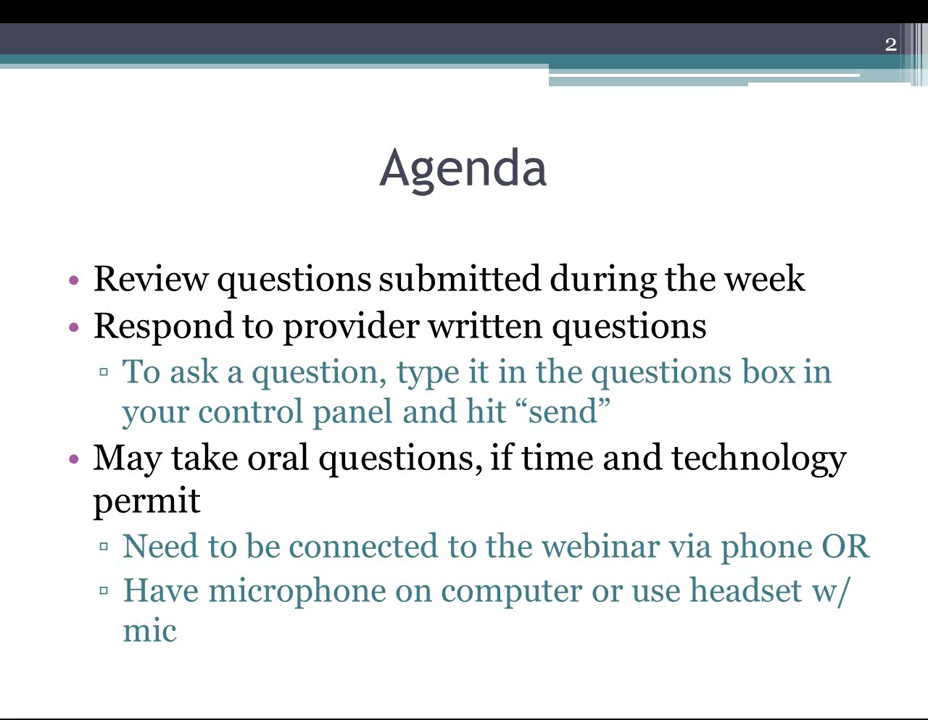 2
Agenda
• Review questions submitted during the week
• Respond to provider written questions
▫ To ask a question, type it in the questions box in
your control panel and hit “send”
• May take oral questions, if time and technology
permit
▫ Need to be connected to the webinar via phone OR
▫ Have microphone on computer or use headset w/
mic